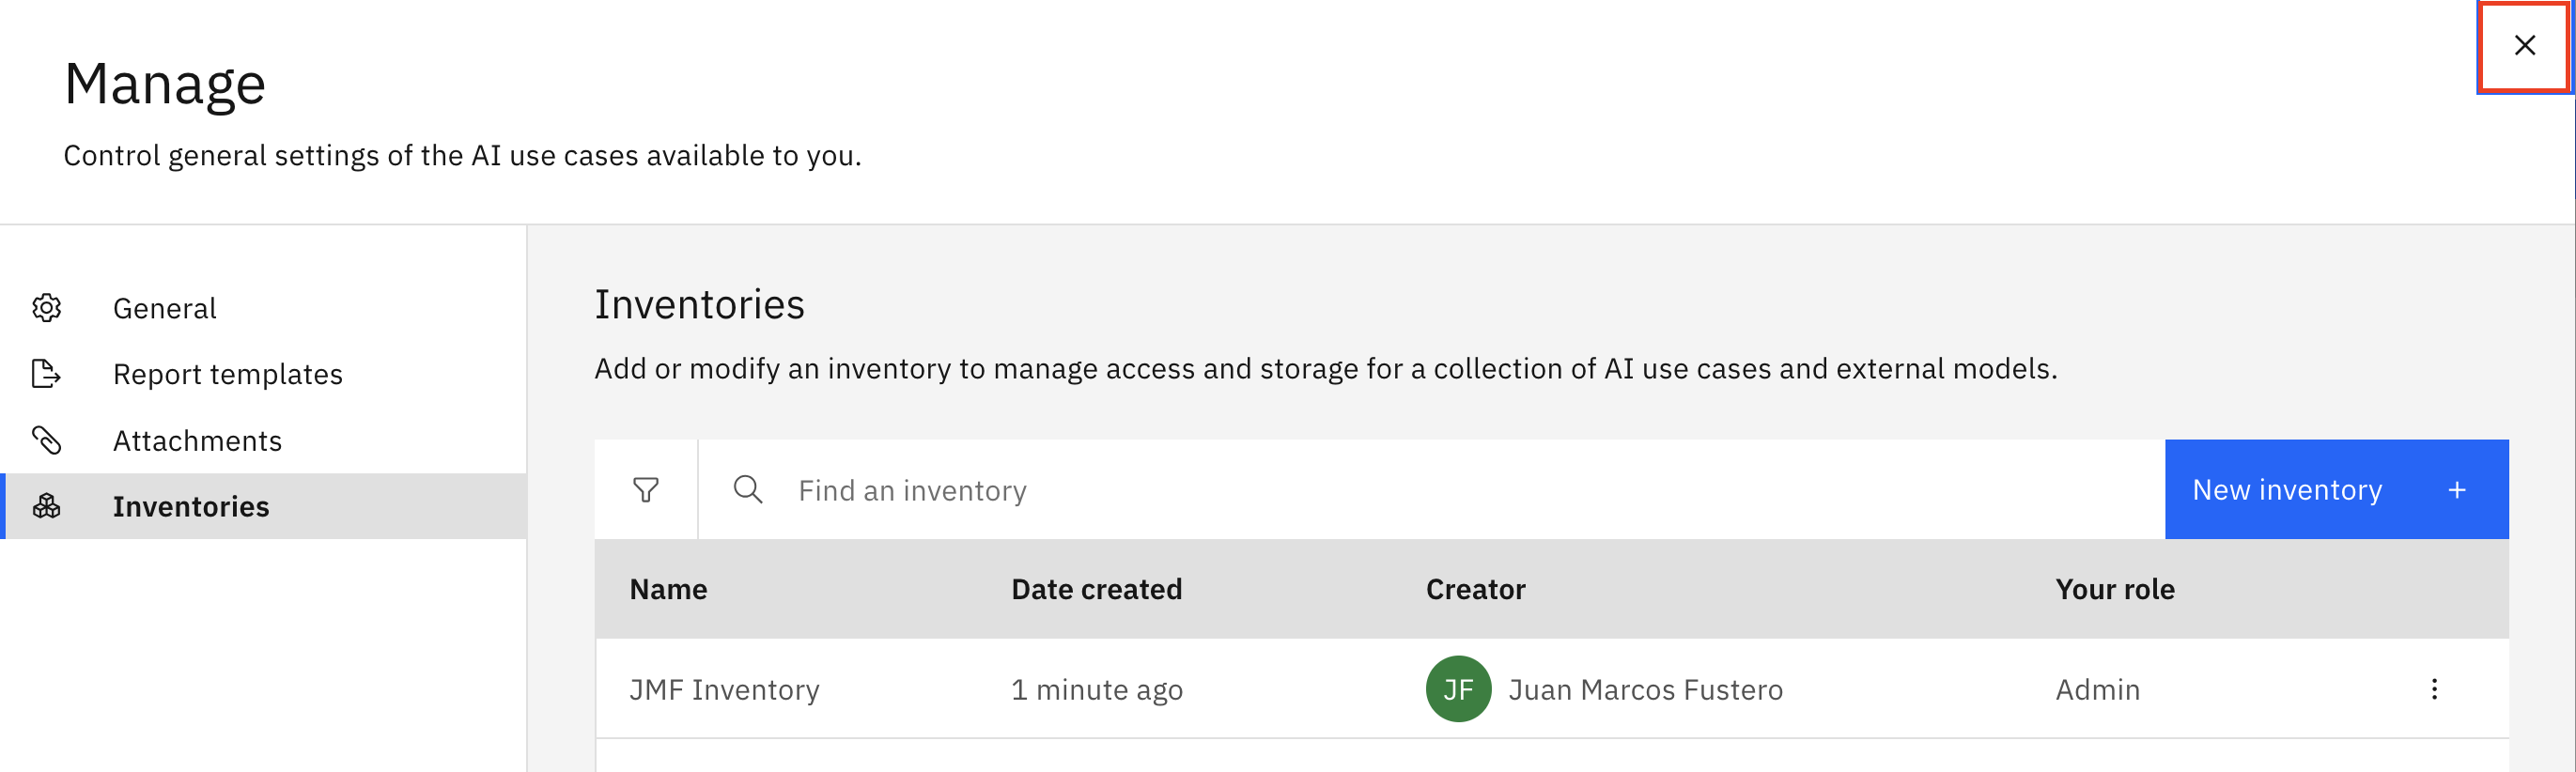 Manage
Control general settings of the AI use cases available to you.
General
Report templates
Attachments
Inventories
Inventories
Add or modify an inventory to manage access and storage for a collection of AI use cases and external models.
Find an inventory
New inventory +
Name Date created Creator Your role
JMF Inventory 1 minute ago JF Juan Marcos Fustero Admin